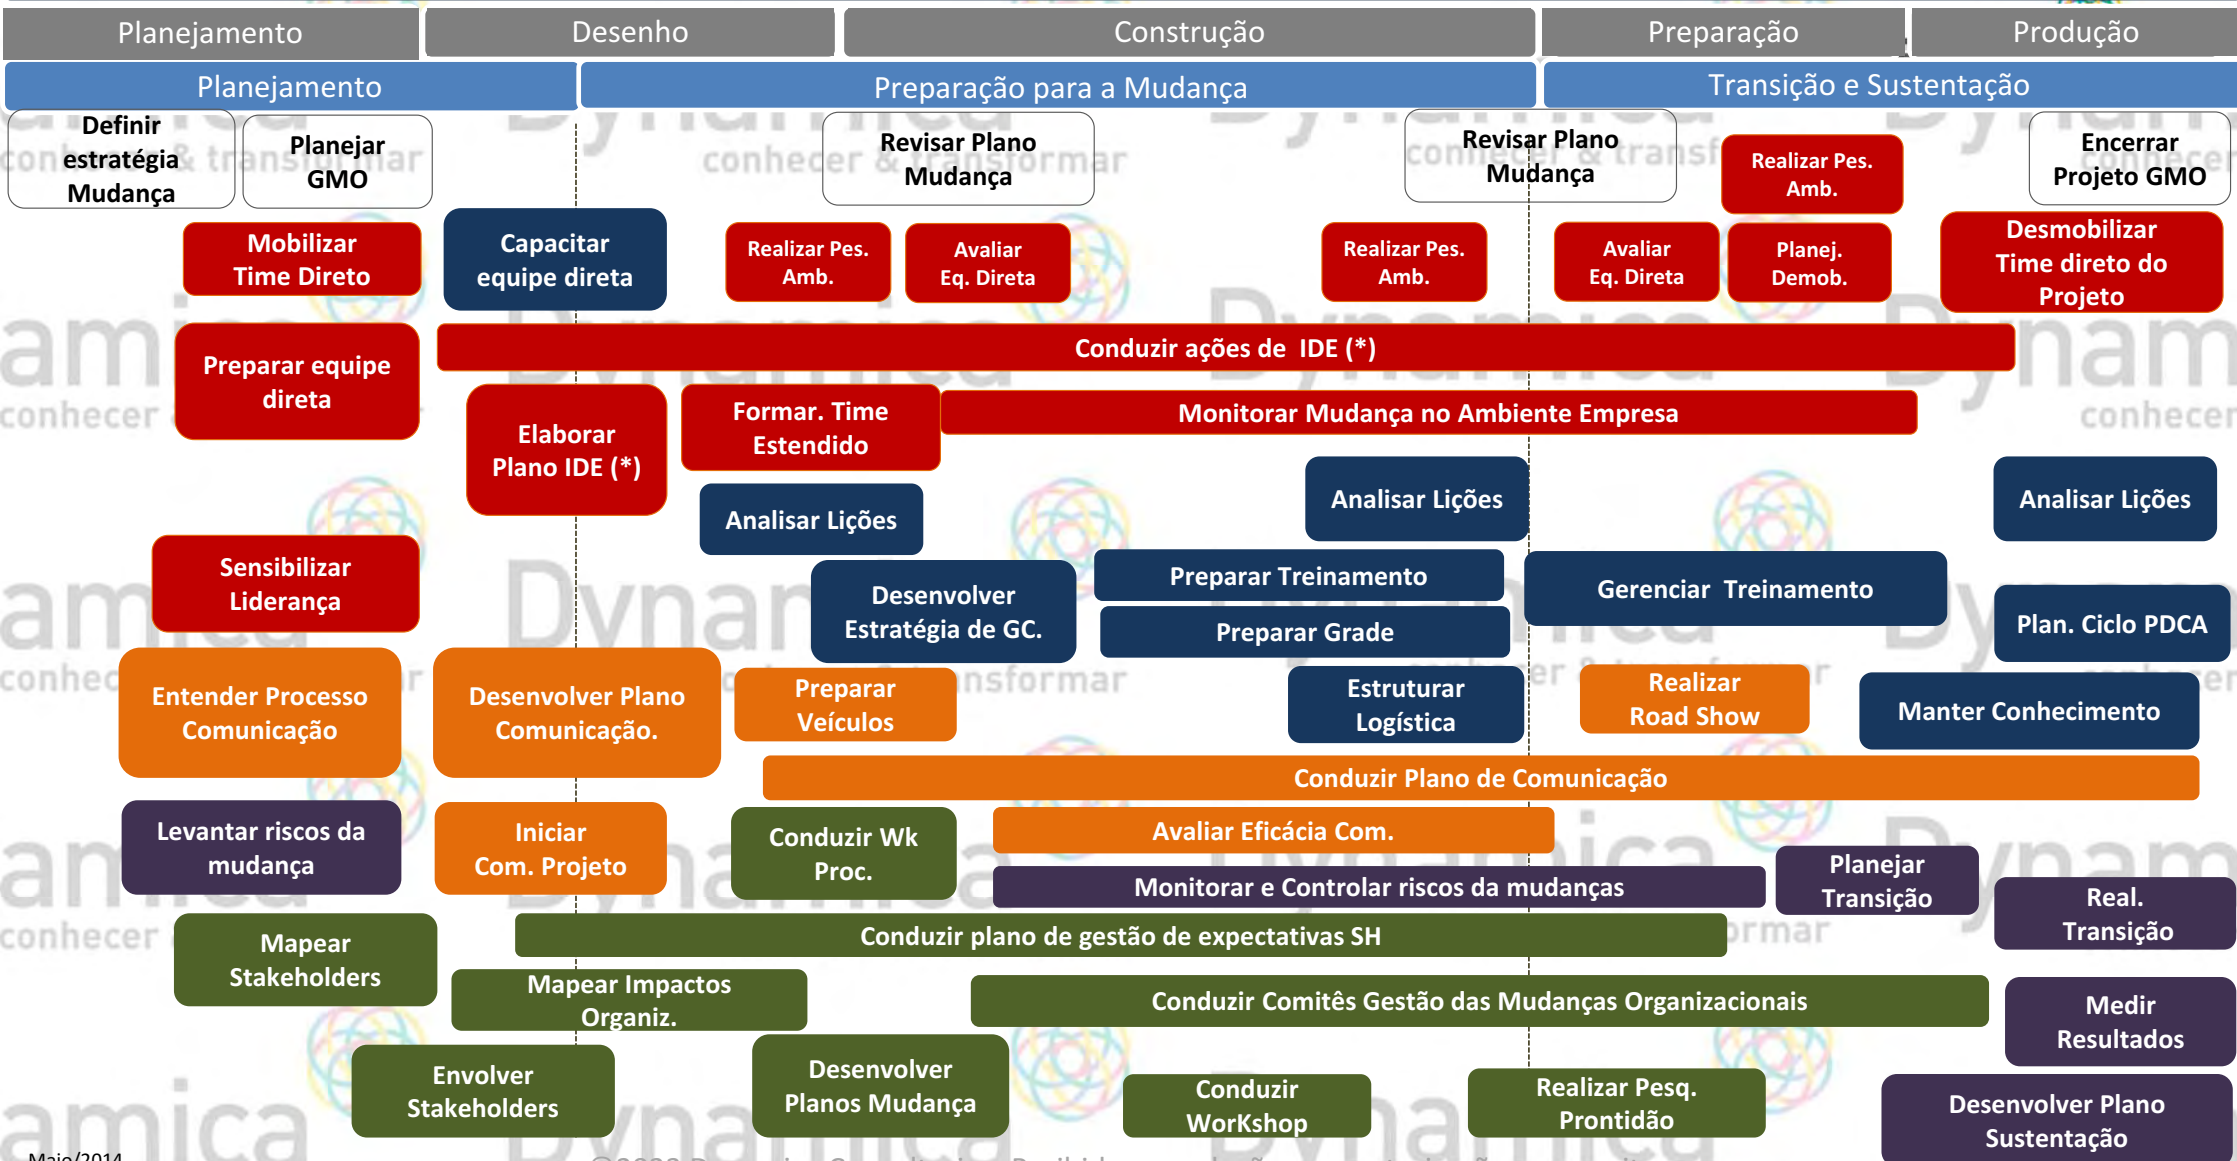 Planejamento
Desenho
Construção
Preparação
Produção
Planejamento
Preparação para a Mudança
Transição e Sustentação
Definir
estratégia
Mudança
Planejar
GMO
Revisar Plano
Mudança
Revisar Plano
Mudança
Realizar Pes.
Amb.
Encerrar
Projeto GMO
Mobilizar
Time Direto
Capacitar
equipe direta
Realizar Pes.
Amb.
Avaliar
Eq. Direta
Realizar Pes.
Amb.
Avaliar
Eq. Direta
Planej.
Demob.
Desmobilizar
Time direto do
Projeto
Preparar equipe
direta
Conduzir ações de IDE (*)
Elaborar
Plano IDE (*)
Formar. Time
Estendido
Monitorar Mudança no Ambiente Empresa
Analisar Lições
Analisar Lições
Analisar Lições
Sensibilizar
Liderança
Desenvolver
Estratégia de GC.
Preparar Treinamento
Preparar Grade
Gerenciar Treinamento
Plan. Ciclo PDCA
Entender Processo
Comunicação
Desenvolver Plano
Comunicação.
Preparar
Veículos
Estruturar
Logística
Realizar
Road Show
Manter Conhecimento
Conduzir Plano de Comunicação
Levantar riscos da
mudança
Iniciar
Com. Projeto
Conduzir Wk
Proc.
Avaliar Eficácia Com.
Monitorar e Controlar riscos da mudanças
Planejar
Transição
Real.
Transição
Mapear
Stakeholders
Conduzir plano de gestão de expectativas SH
Mapear Impactos
Organiz.
Conduzir Comitês Gestão das Mudanças Organizacionais
Medir
Resultados
Envolver
Stakeholders
Desenvolver
Planos Mudança
Conduzir
WorKshop
Realizar Pesq.
Prontidão
Desenvolver Plano
Sustentação
Maio/2014
Dynamica
conhecer & transformar